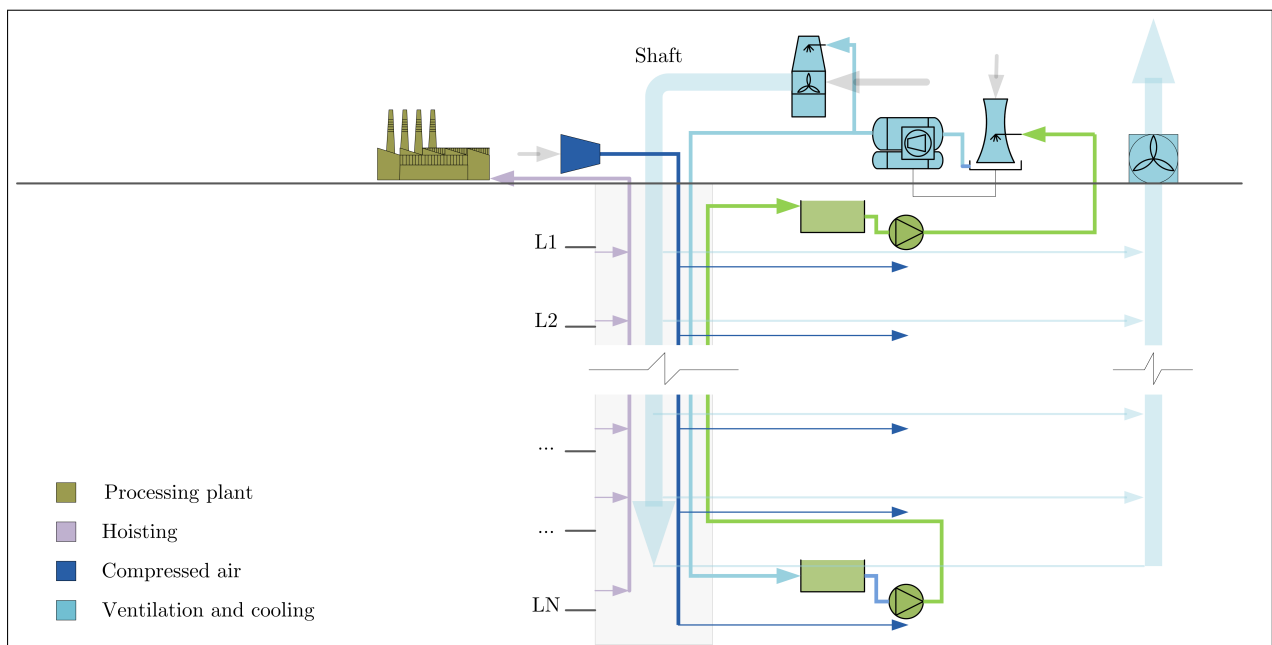 Shaft
L1
L2
...
...
LN
Processing plant
Hoisting
Compressed air
Ventilation and cooling